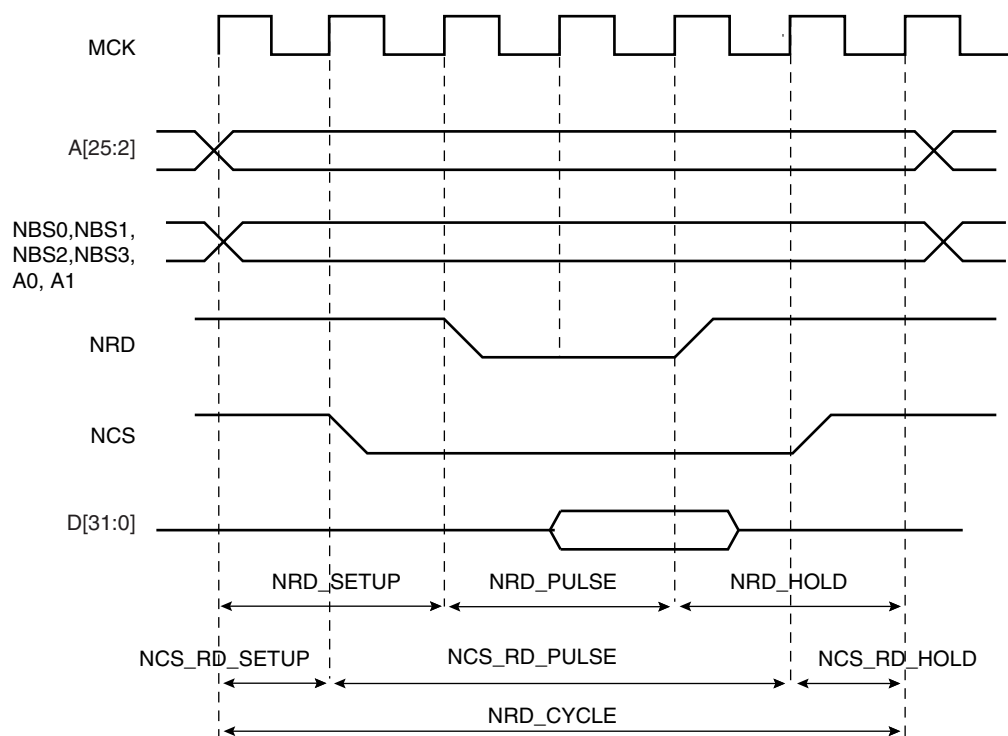 MCK
A[25:2]
NBS0,NBS1,
NBS2,NBS3,
A0, A1
NRD
NCS
D[31:0]
NRD_SETUP
NRD_PULSE
NRD_HOLD
NCS_RD_SETUP
NCS_RD_PULSE
NCS_RD_HOLD
NRD_CYCLE